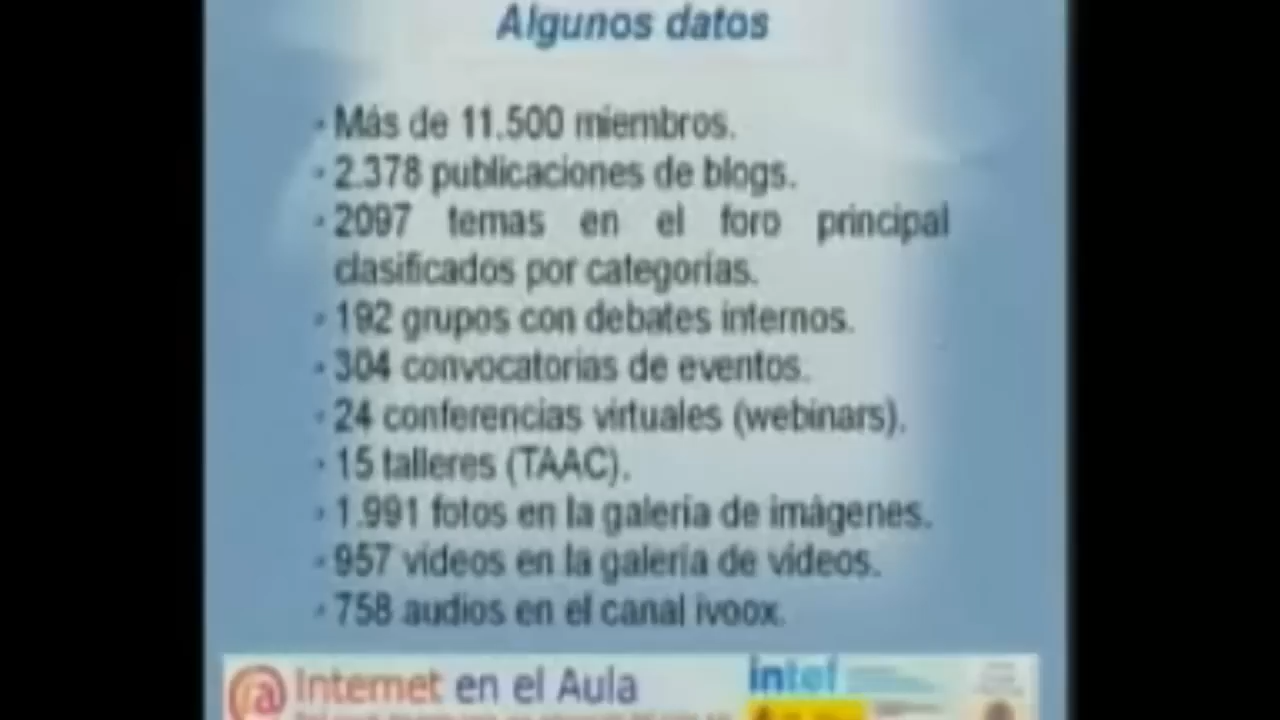 Algunos datos
- Más de 11.500 miembros.
- 2.378 publicaciones de blogs.
- 2097 temas en el foro principal
clasificados por categorías.
- 192 grupos con debates internos.
- 304 convocatorias de eventos.
- 24 conferencias virtuales (webinars).
- 15 talleres (TAAC).
- 1.991 fotos en la galería de imágenes.
- 957 vídeos en la galería de vídeos.
- 758 audios en el canal ivoox.
@ Internet en el Aula
intef